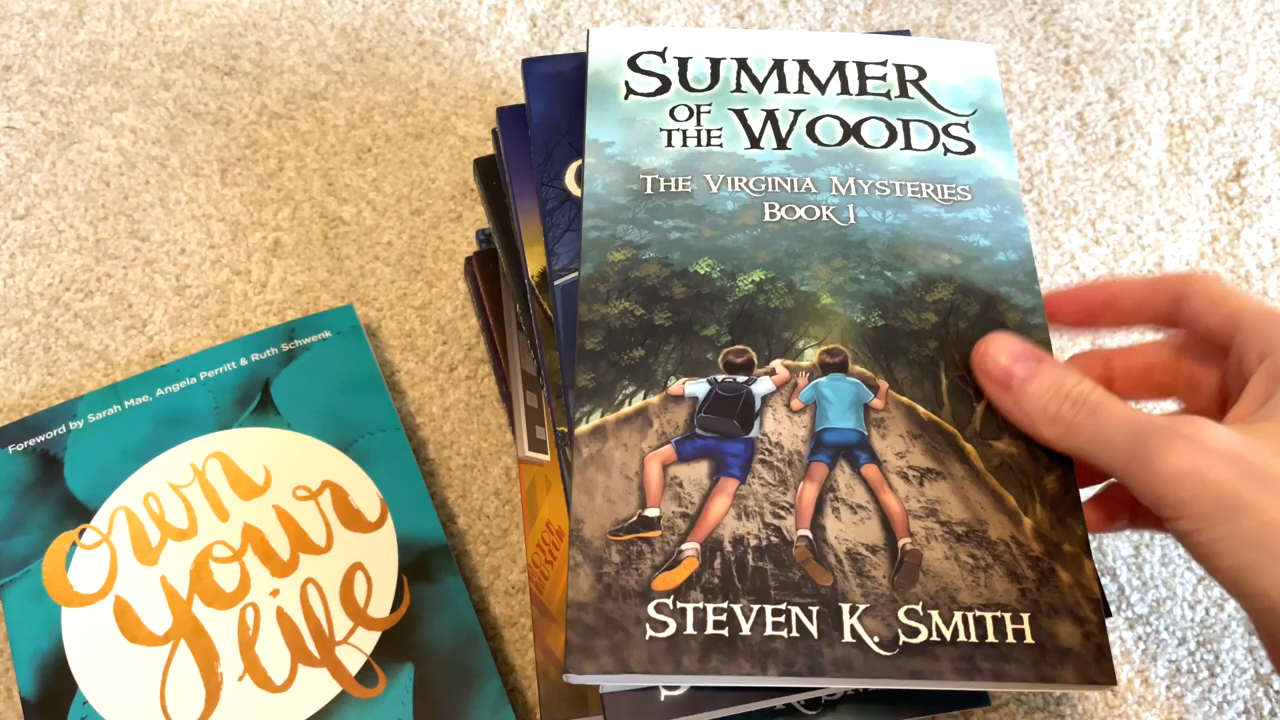 SUMMER
OF
THE WOODS
THE VIRGINIA MYSTERIES
BOOK 1
STEVEN K. SMITH
Foreword by Sarah Mae, Angela Perritt & Ruth Schwenk
own
your
life
MUSEUM